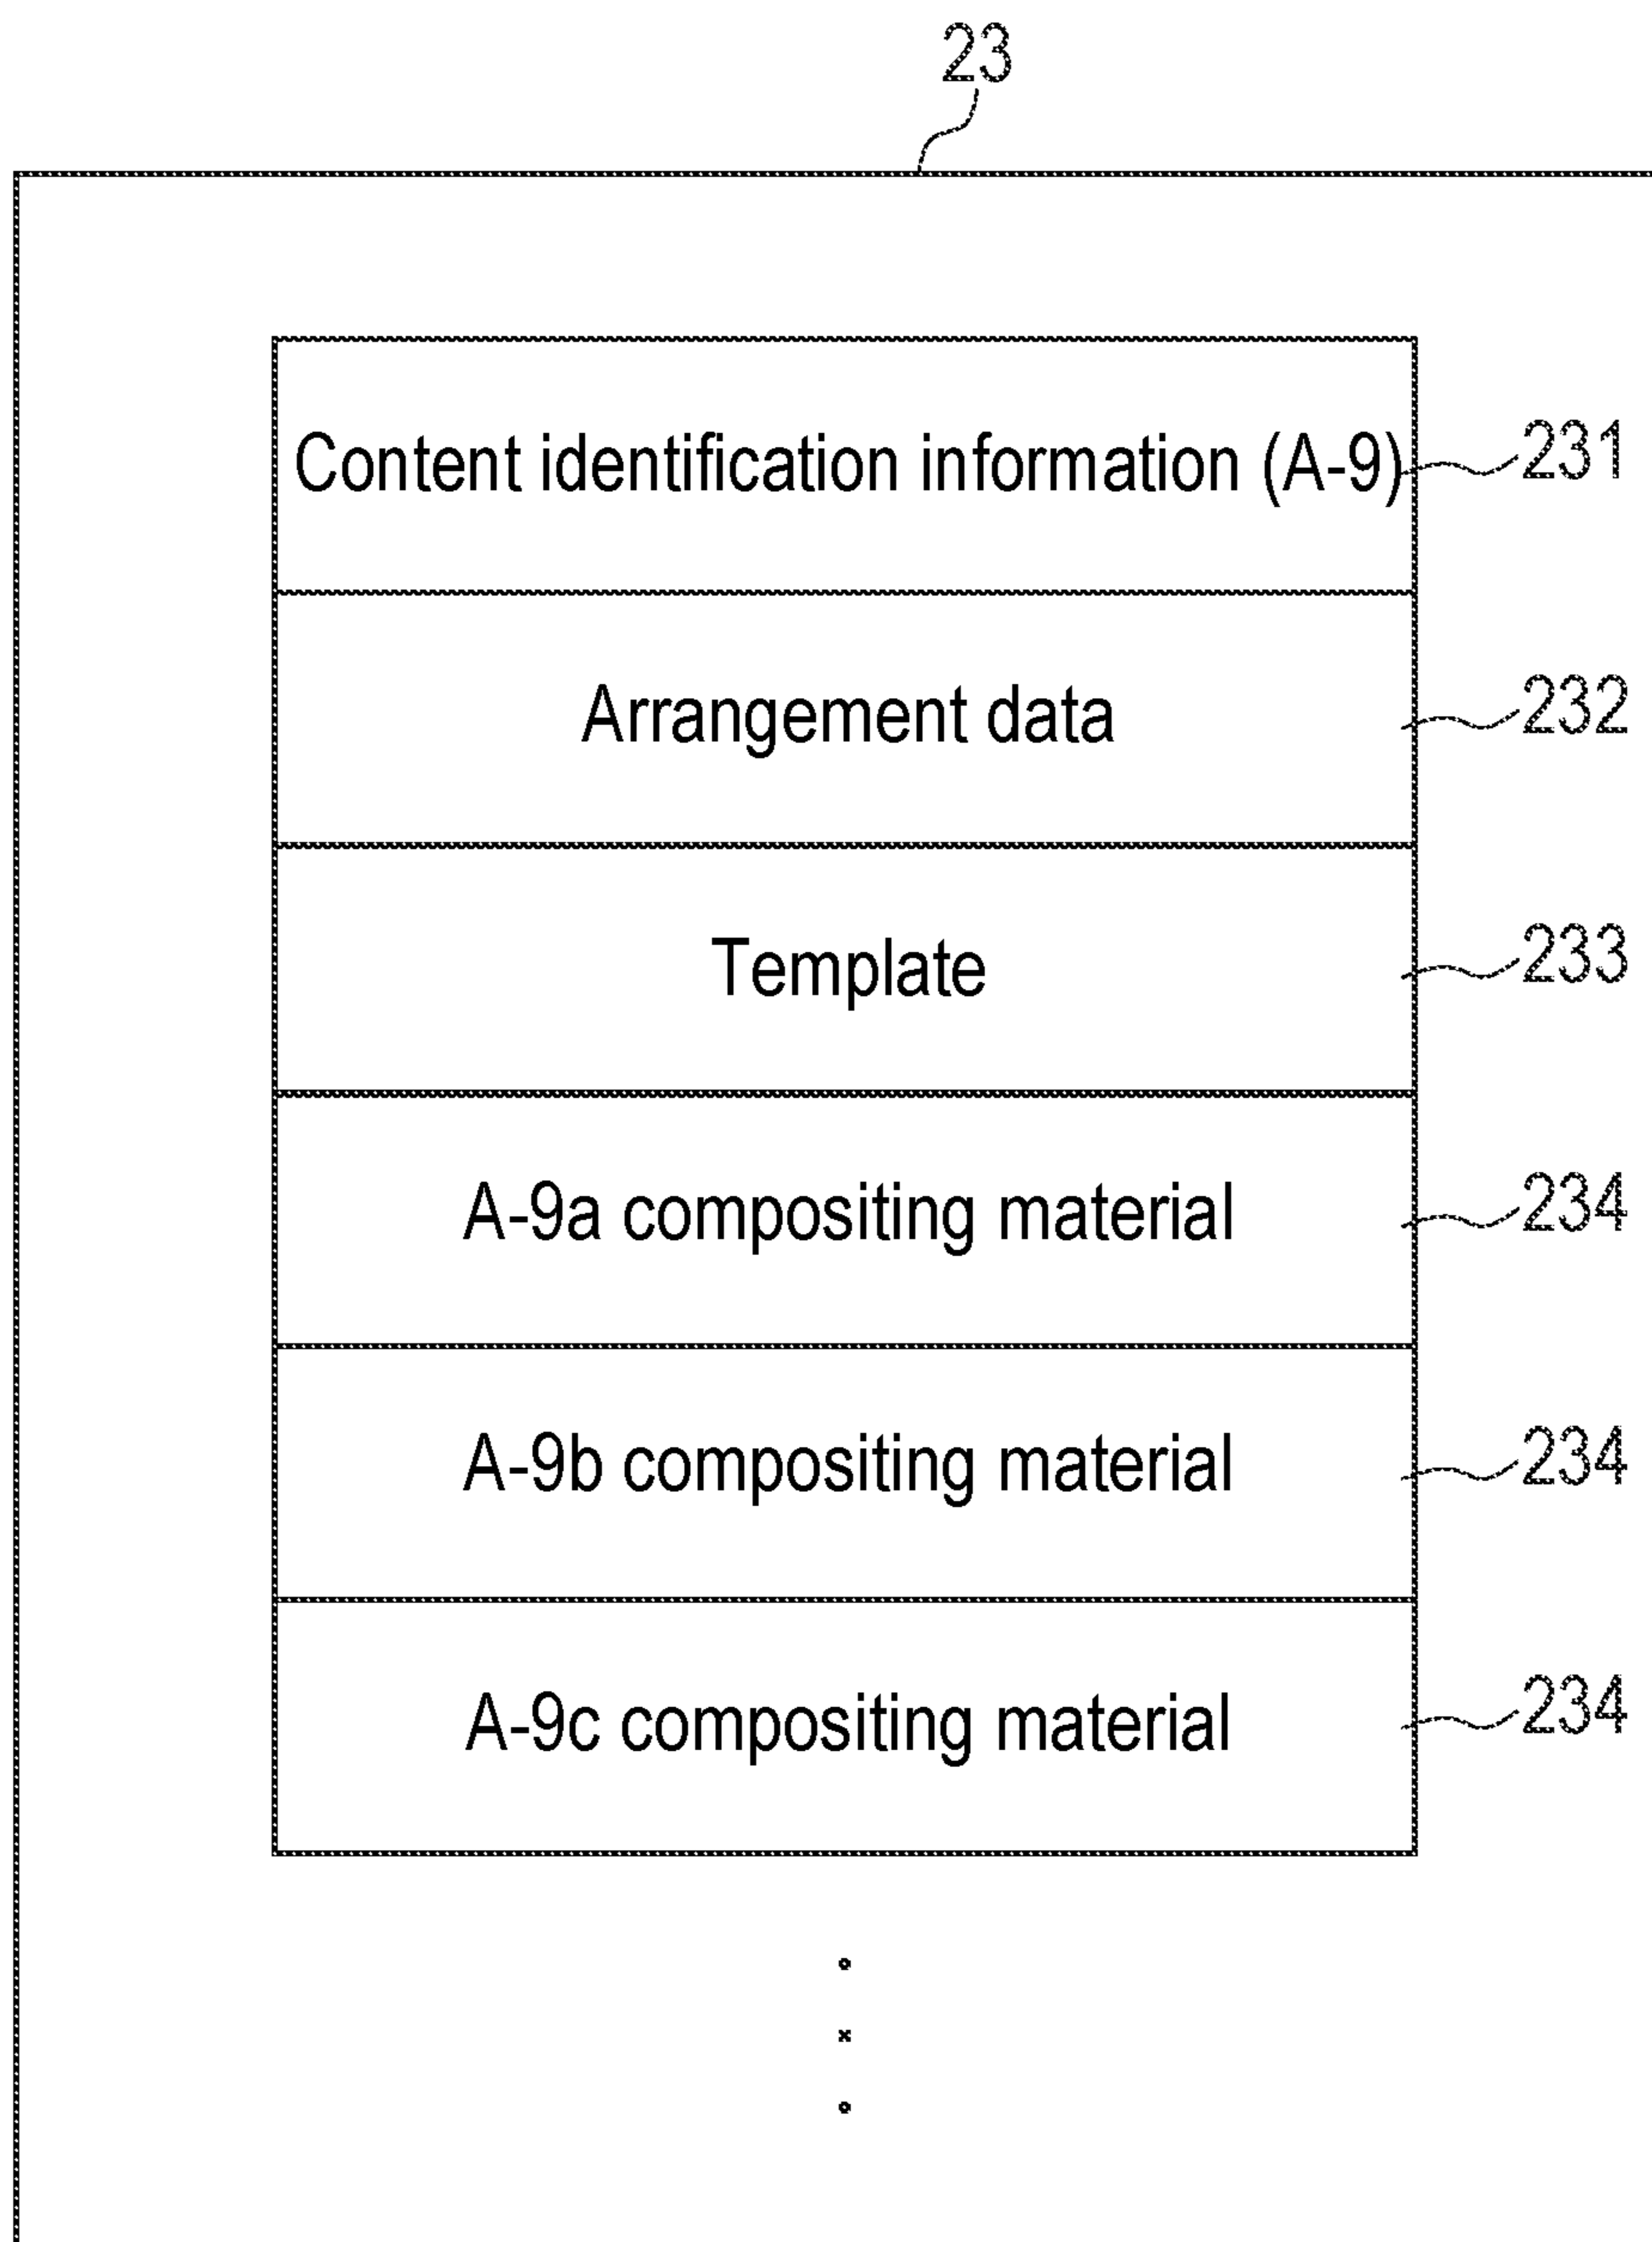 23
Content identification information (A-9) 231
Arrangement data 232
Template 233
A-9a compositing material 234
A-9b compositing material 234
A-9c compositing material 234